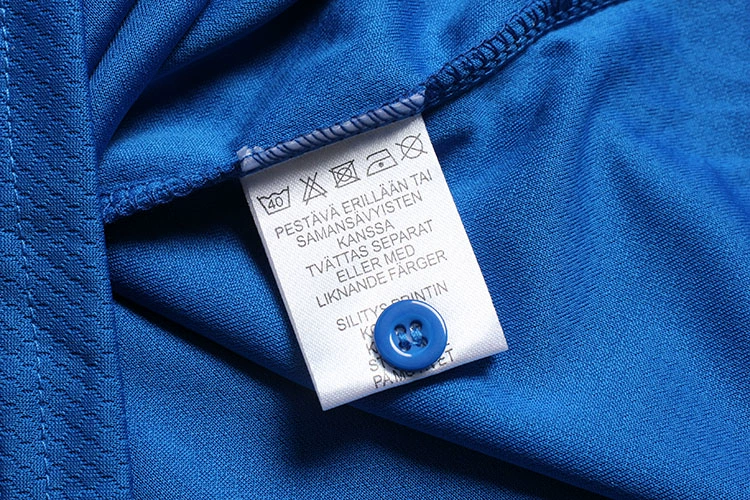 40
PESTÄVÄ ERILLÄÄN TAI
SAMANSÄVYISTEN
KANSSA
TVÄTTAS SEPARAT
ELLER MED
LIKNANDE FÄRGER
SILITYS PRINTIN